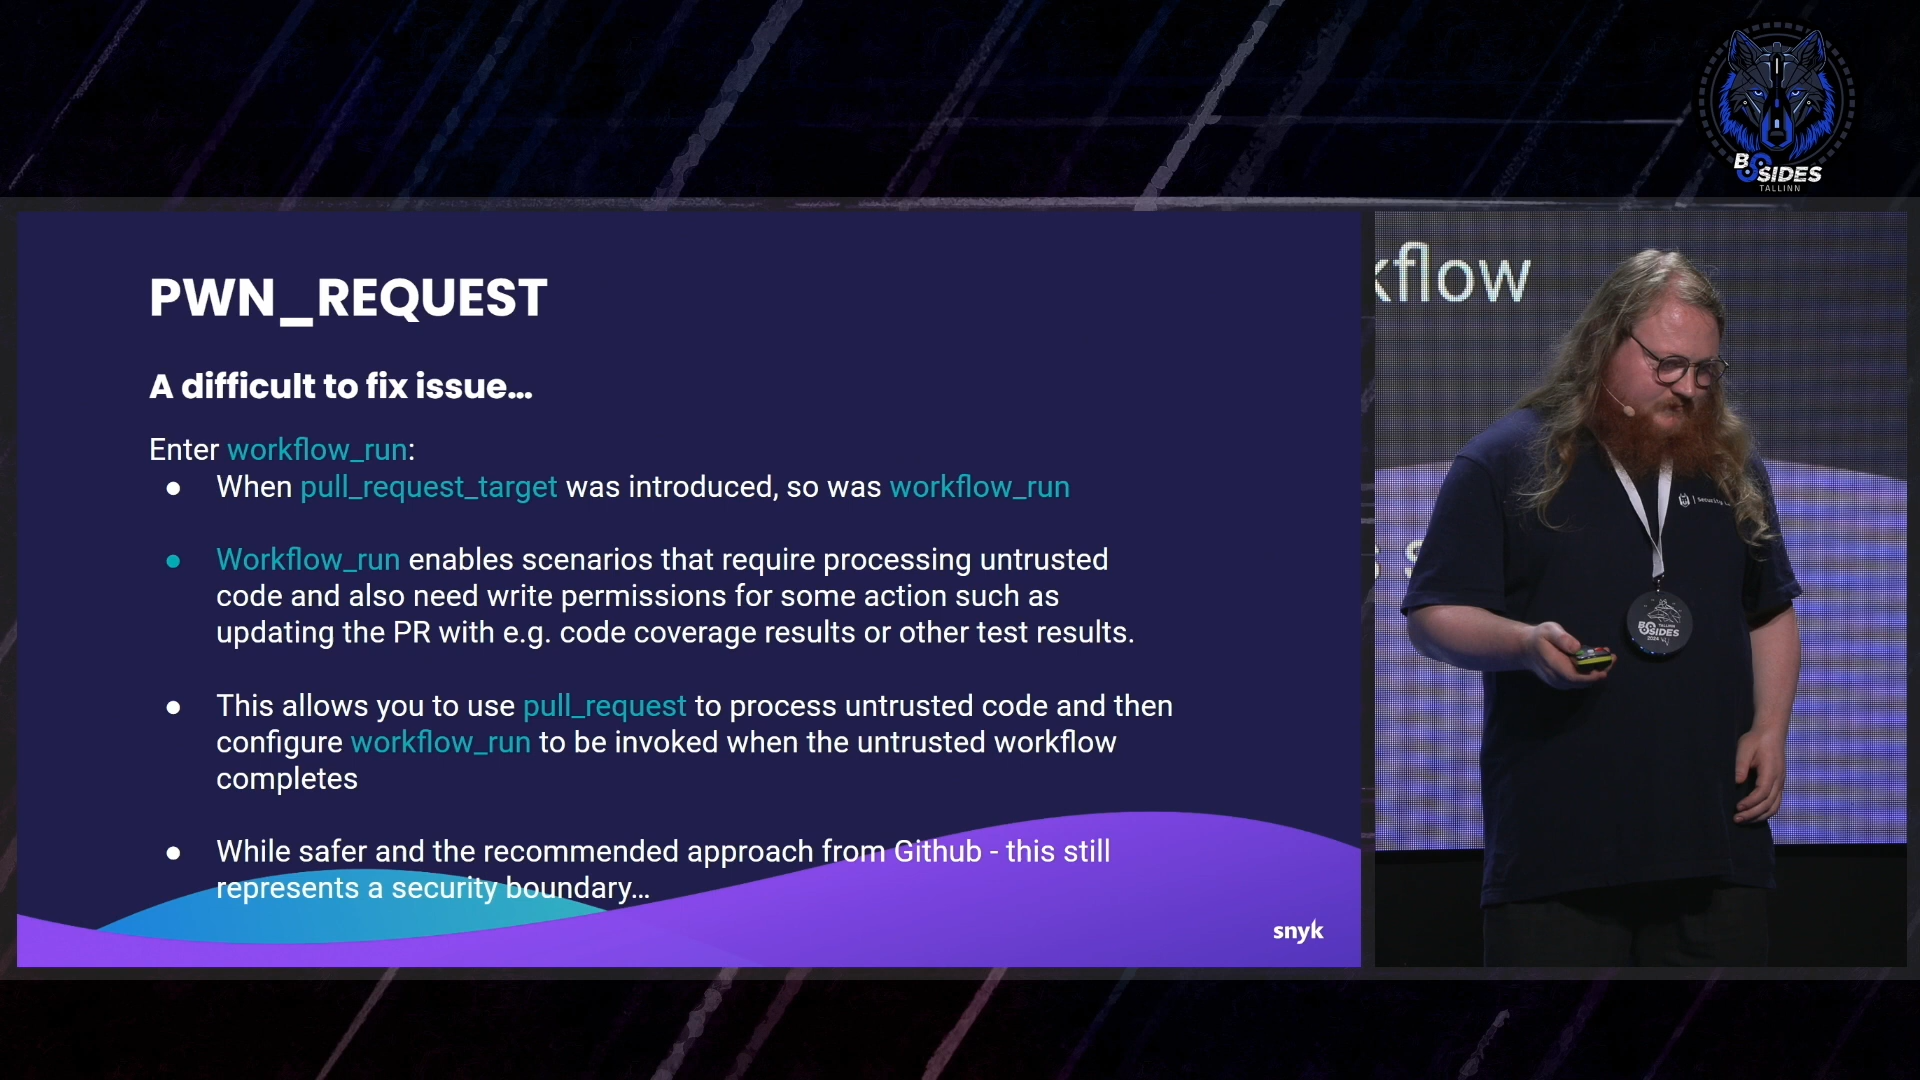 B SIDES
TALLINN
PWN_REQUEST
A difficult to fix issue...
Enter workflow_run:
● When pull_request_target was introduced, so was workflow_run
● Workflow_run enables scenarios that require processing untrusted
code and also need write permissions for some action such as
updating the PR with e.g. code coverage results or other test results.
● This allows you to use pull_request to process untrusted code and then
configure workflow_run to be invoked when the untrusted workflow
completes
● While safer and the recommended approach from Github - this still
represents a security boundary...
snyk
kflow
TALLINN
BSIDES
2024